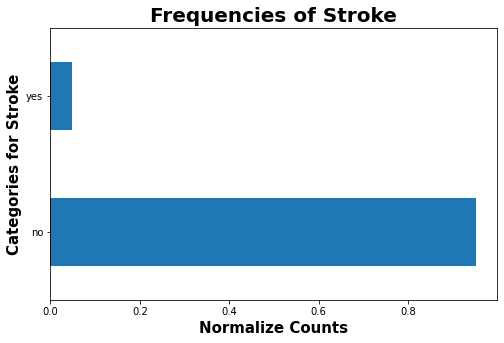 Frequencies of Stroke
Categories for Stroke
yes
no
0.0 0.2 0.4 0.6 0.8
Normalize Counts